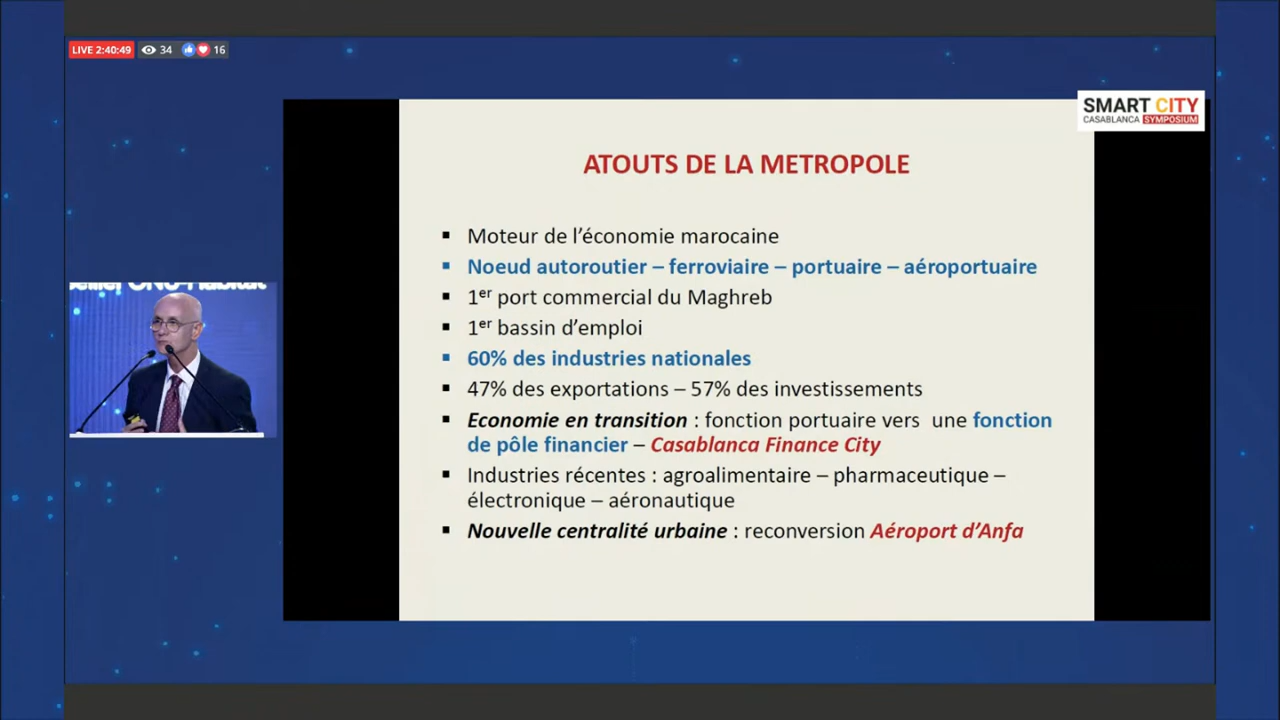 LIVE 2:40:49 34 16
SMART CITY
CASABLANCA SYMPOSIUM
ATOUTS DE LA METROPOLE
▪ Moteur de l’économie marocaine
▪ Noeud autoroutier – ferroviaire – portuaire – aéroportuaire
▪ 1er port commercial du Maghreb
▪ 1er bassin d’emploi
▪ 60% des industries nationales
▪ 47% des exportations – 57% des investissements
▪ Economie en transition : fonction portuaire vers une fonction
de pôle financier – Casablanca Finance City
▪ Industries récentes : agroalimentaire – pharmaceutique –
électronique – aéronautique
▪ Nouvelle centralité urbaine : reconversion Aéroport d’Anfa
ONU Habitat